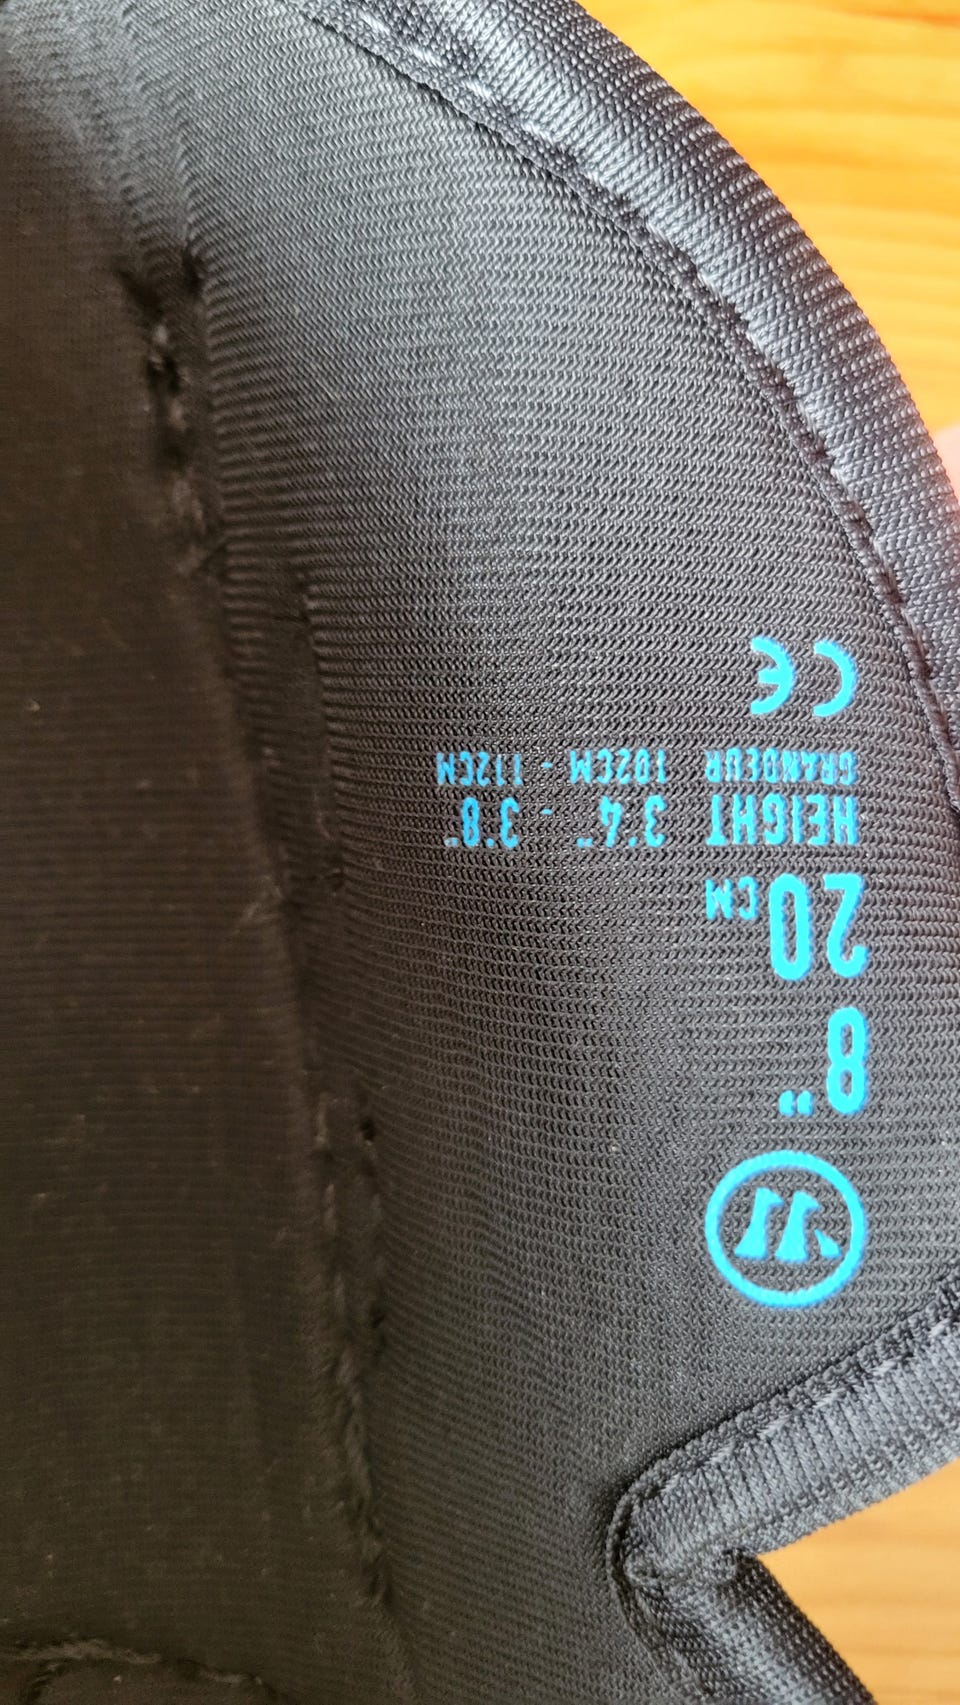 8"
20CM
HEIGHT 3'4" - 3'8"
GRANDEUR 102CM - 112CM
CE